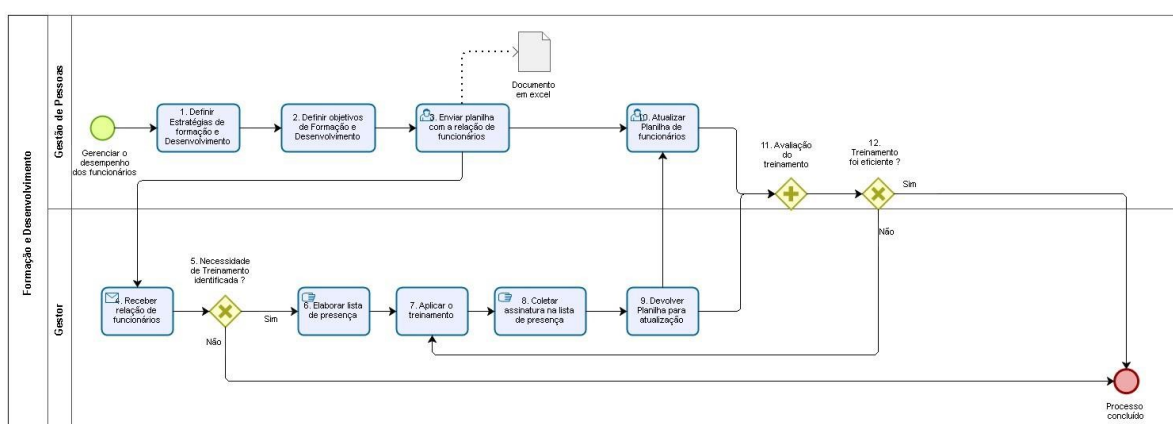 Formação e Desenvolvimento
Gestão de Pessoas
Gerenciar o
desempenho
dos funcionários
1. Definir
Estratégias de
formação e
Desenvolvimento
2. Definir objetivos
de Formação e
Desenvolvimento
3. Enviar planilha
com a relação de
funcionários
Documento
em excel
10. Atualizar
Planilha de
funcionários
11. Avaliação
do
treinamento
12.
Treinamento
foi eficiente ?
Sim
Não
Gestor
4. Receber
relação de
funcionários
5. Necessidade
de Treinamento
identificada ?
Sim
Não
6. Elaborar lista
de presença
7. Aplicar o
treinamento
8. Coletar
assinatura na lista
de presença
9. Devolver
Planilha para
atualização
Processo
concluído